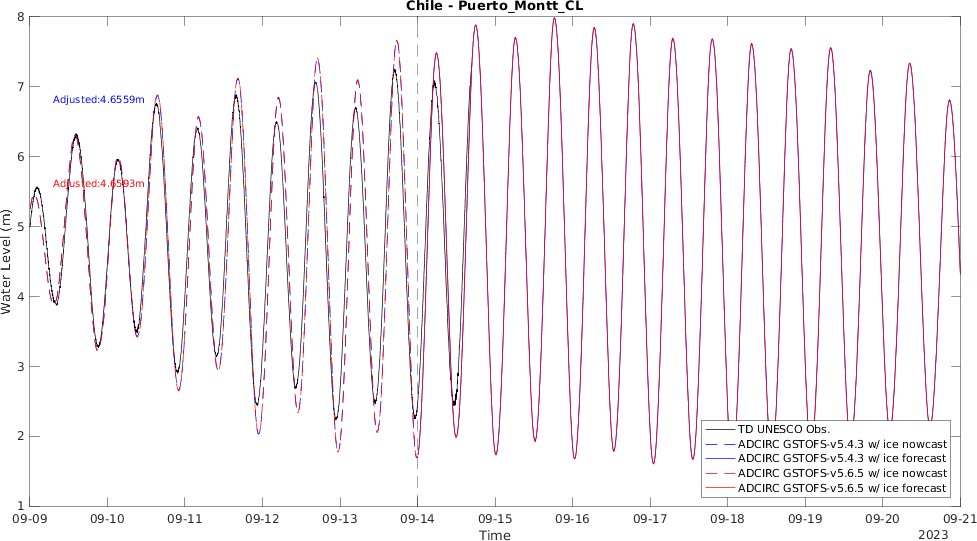 Chile - Puerto_Montt_CL
8
7
6
5
4
3
2
1
Water Level (m)
Adjusted:4.6559m
Adjusted:4.6593m
TD UNESCO Obs.
ADCIRC GSTOFS-v5.4.3 w/ ice nowcast
ADCIRC GSTOFS-v5.4.3 w/ ice forecast
ADCIRC GSTOFS-v5.6.5 w/ ice nowcast
ADCIRC GSTOFS-v5.6.5 w/ ice forecast
09-09 09-10 09-11 09-12 09-13 09-14 09-15 09-16 09-17 09-18 09-19 09-20 09-21
Time
2023